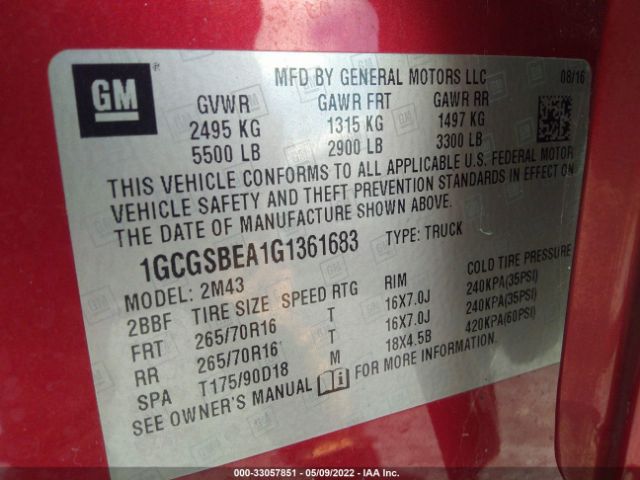 GM
MFD BY GENERAL MOTORS LLC 08/16
GVWR GAWR FRT GAWR RR
2495 KG 1315 KG 1497 KG
5500 LB 2900 LB 3300 LB
THIS VEHICLE CONFORMS TO ALL APPLICABLE U.S. FEDERAL MOTOR
VEHICLE SAFETY AND THEFT PREVENTION STANDARDS IN EFFECT ON
THE DATE OF MANUFACTURE SHOWN ABOVE.
1GCGSBEA1G1361683 TYPE: TRUCK
MODEL: 2M43
2BBF TIRE SIZE SPEED RTG RIM COLD TIRE PRESSURE
FRT 265/70R16 T 16X7.0J 240KPA(35PSI)
RR 265/70R16 T 16X7.0J 240KPA(35PSI)
SPA T175/90D18 M 18X4.5B 420KPA(60PSI)
SEE OWNER'S MANUAL i FOR MORE INFORMATION.
000-33057851 - 05/09/2022 - IAA Inc.